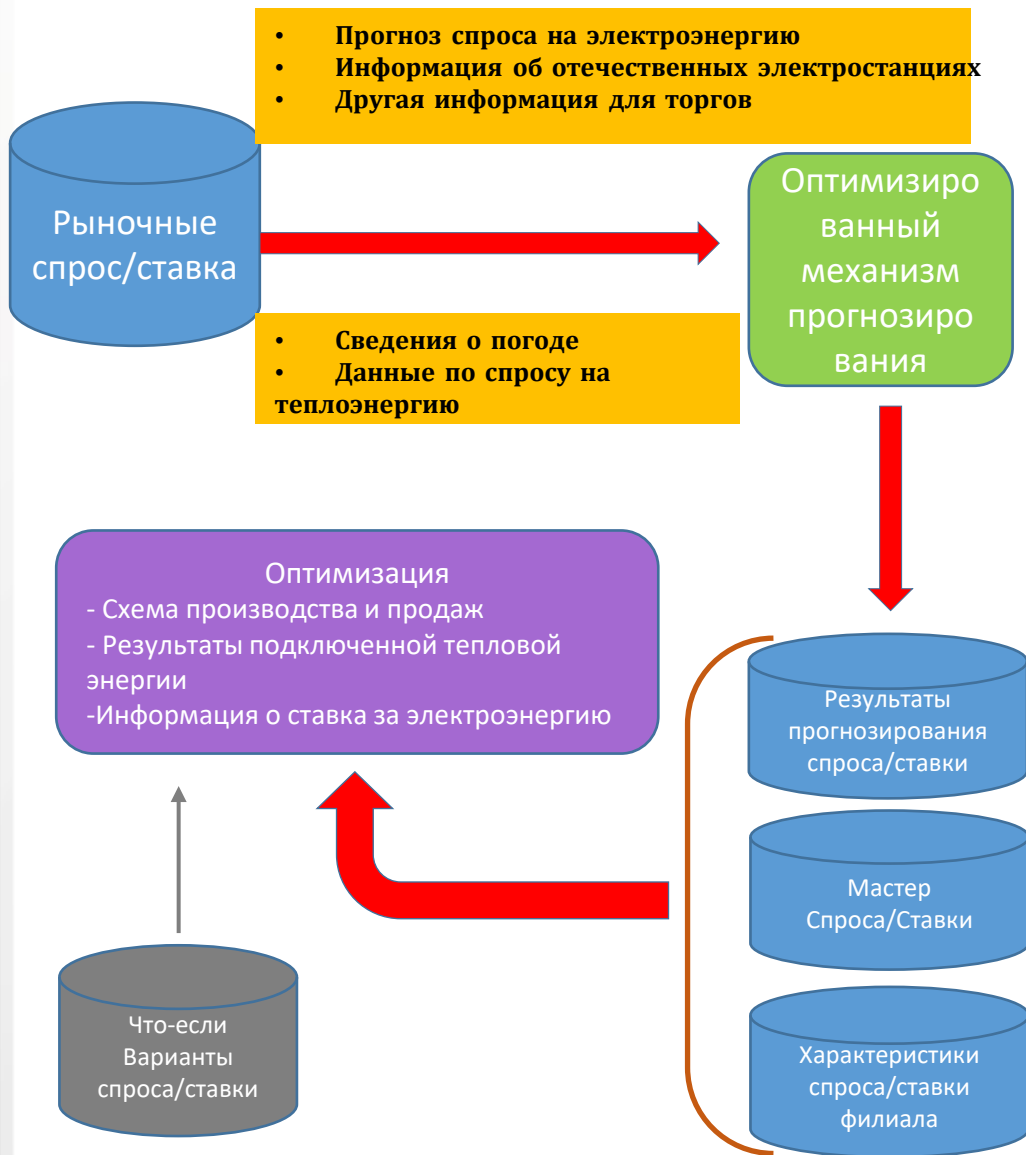 • Прогноз спроса на электроэнергию
• Информация об отечественных электростанциях
• Другая информация для торгов
Рыночные
спрос/ставка
Оптимизиро
ванный
механизм
прогнозиро
вания
• Сведения о погоде
• Данные по спросу на
теплоэнергию
Оптимизация
- Схема производства и продаж
- Результаты подключенной тепловой
энергии
-Информация о ставка за электроэнергию
Результаты
прогнозирования
спроса/ставки
Мастер
Спроса/Ставки
Что-если
Варианты
спроса/ставки
Характеристики
спроса/ставки
филиала